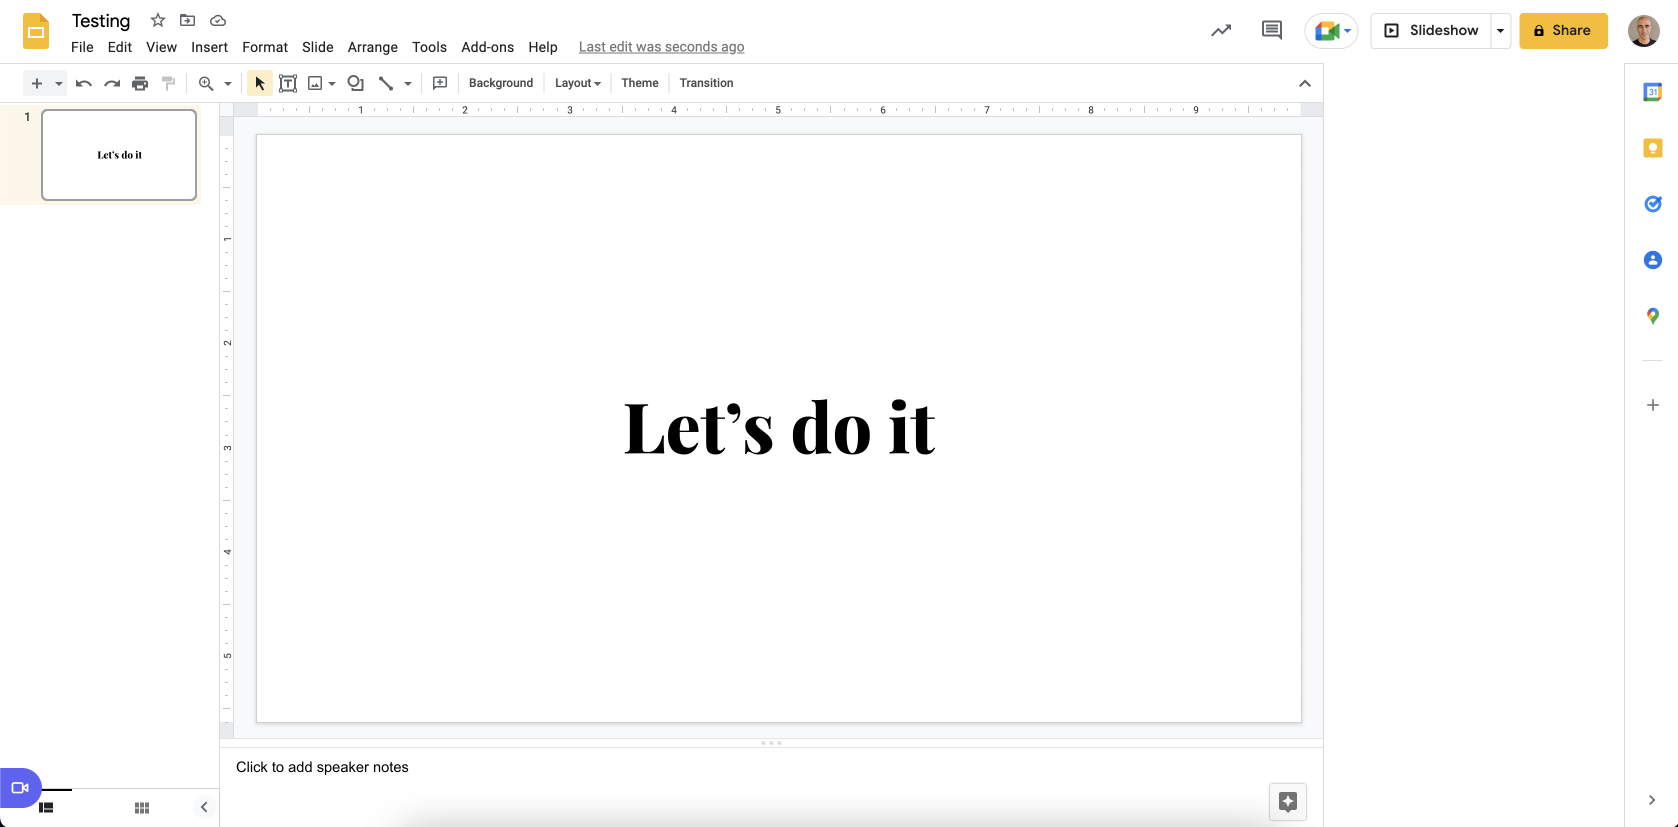 Testing
File Edit View Insert Format Slide Arrange Tools Add-ons Help Last edit was seconds ago
Slideshow
Share
Background Layout Theme Transition
1 2 3 4 5 6 7 8 9
1
Let's do it
1
2
3
4
5
Let’s do it
Click to add speaker notes
31